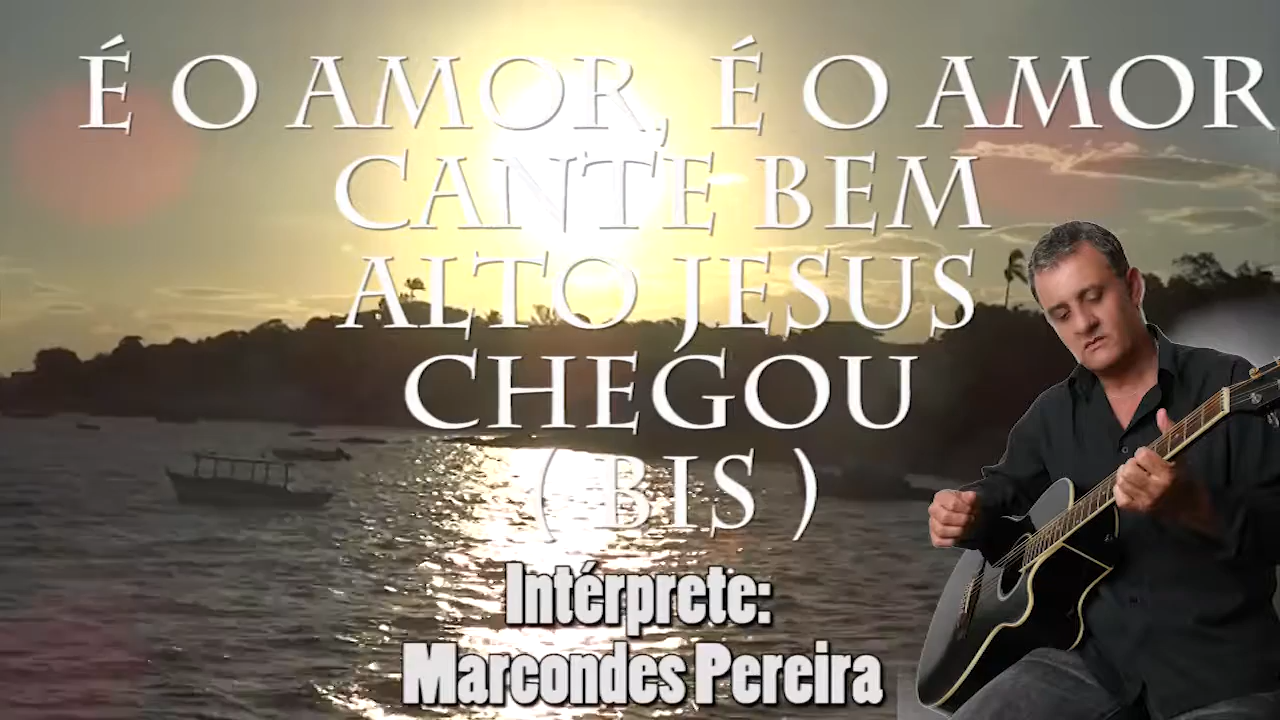 É O AMOR, É O AMOR
CANTE BEM
ALTO JESUS
CHEGOU
( BIS )
Intérprete:
Marcondes Pereira